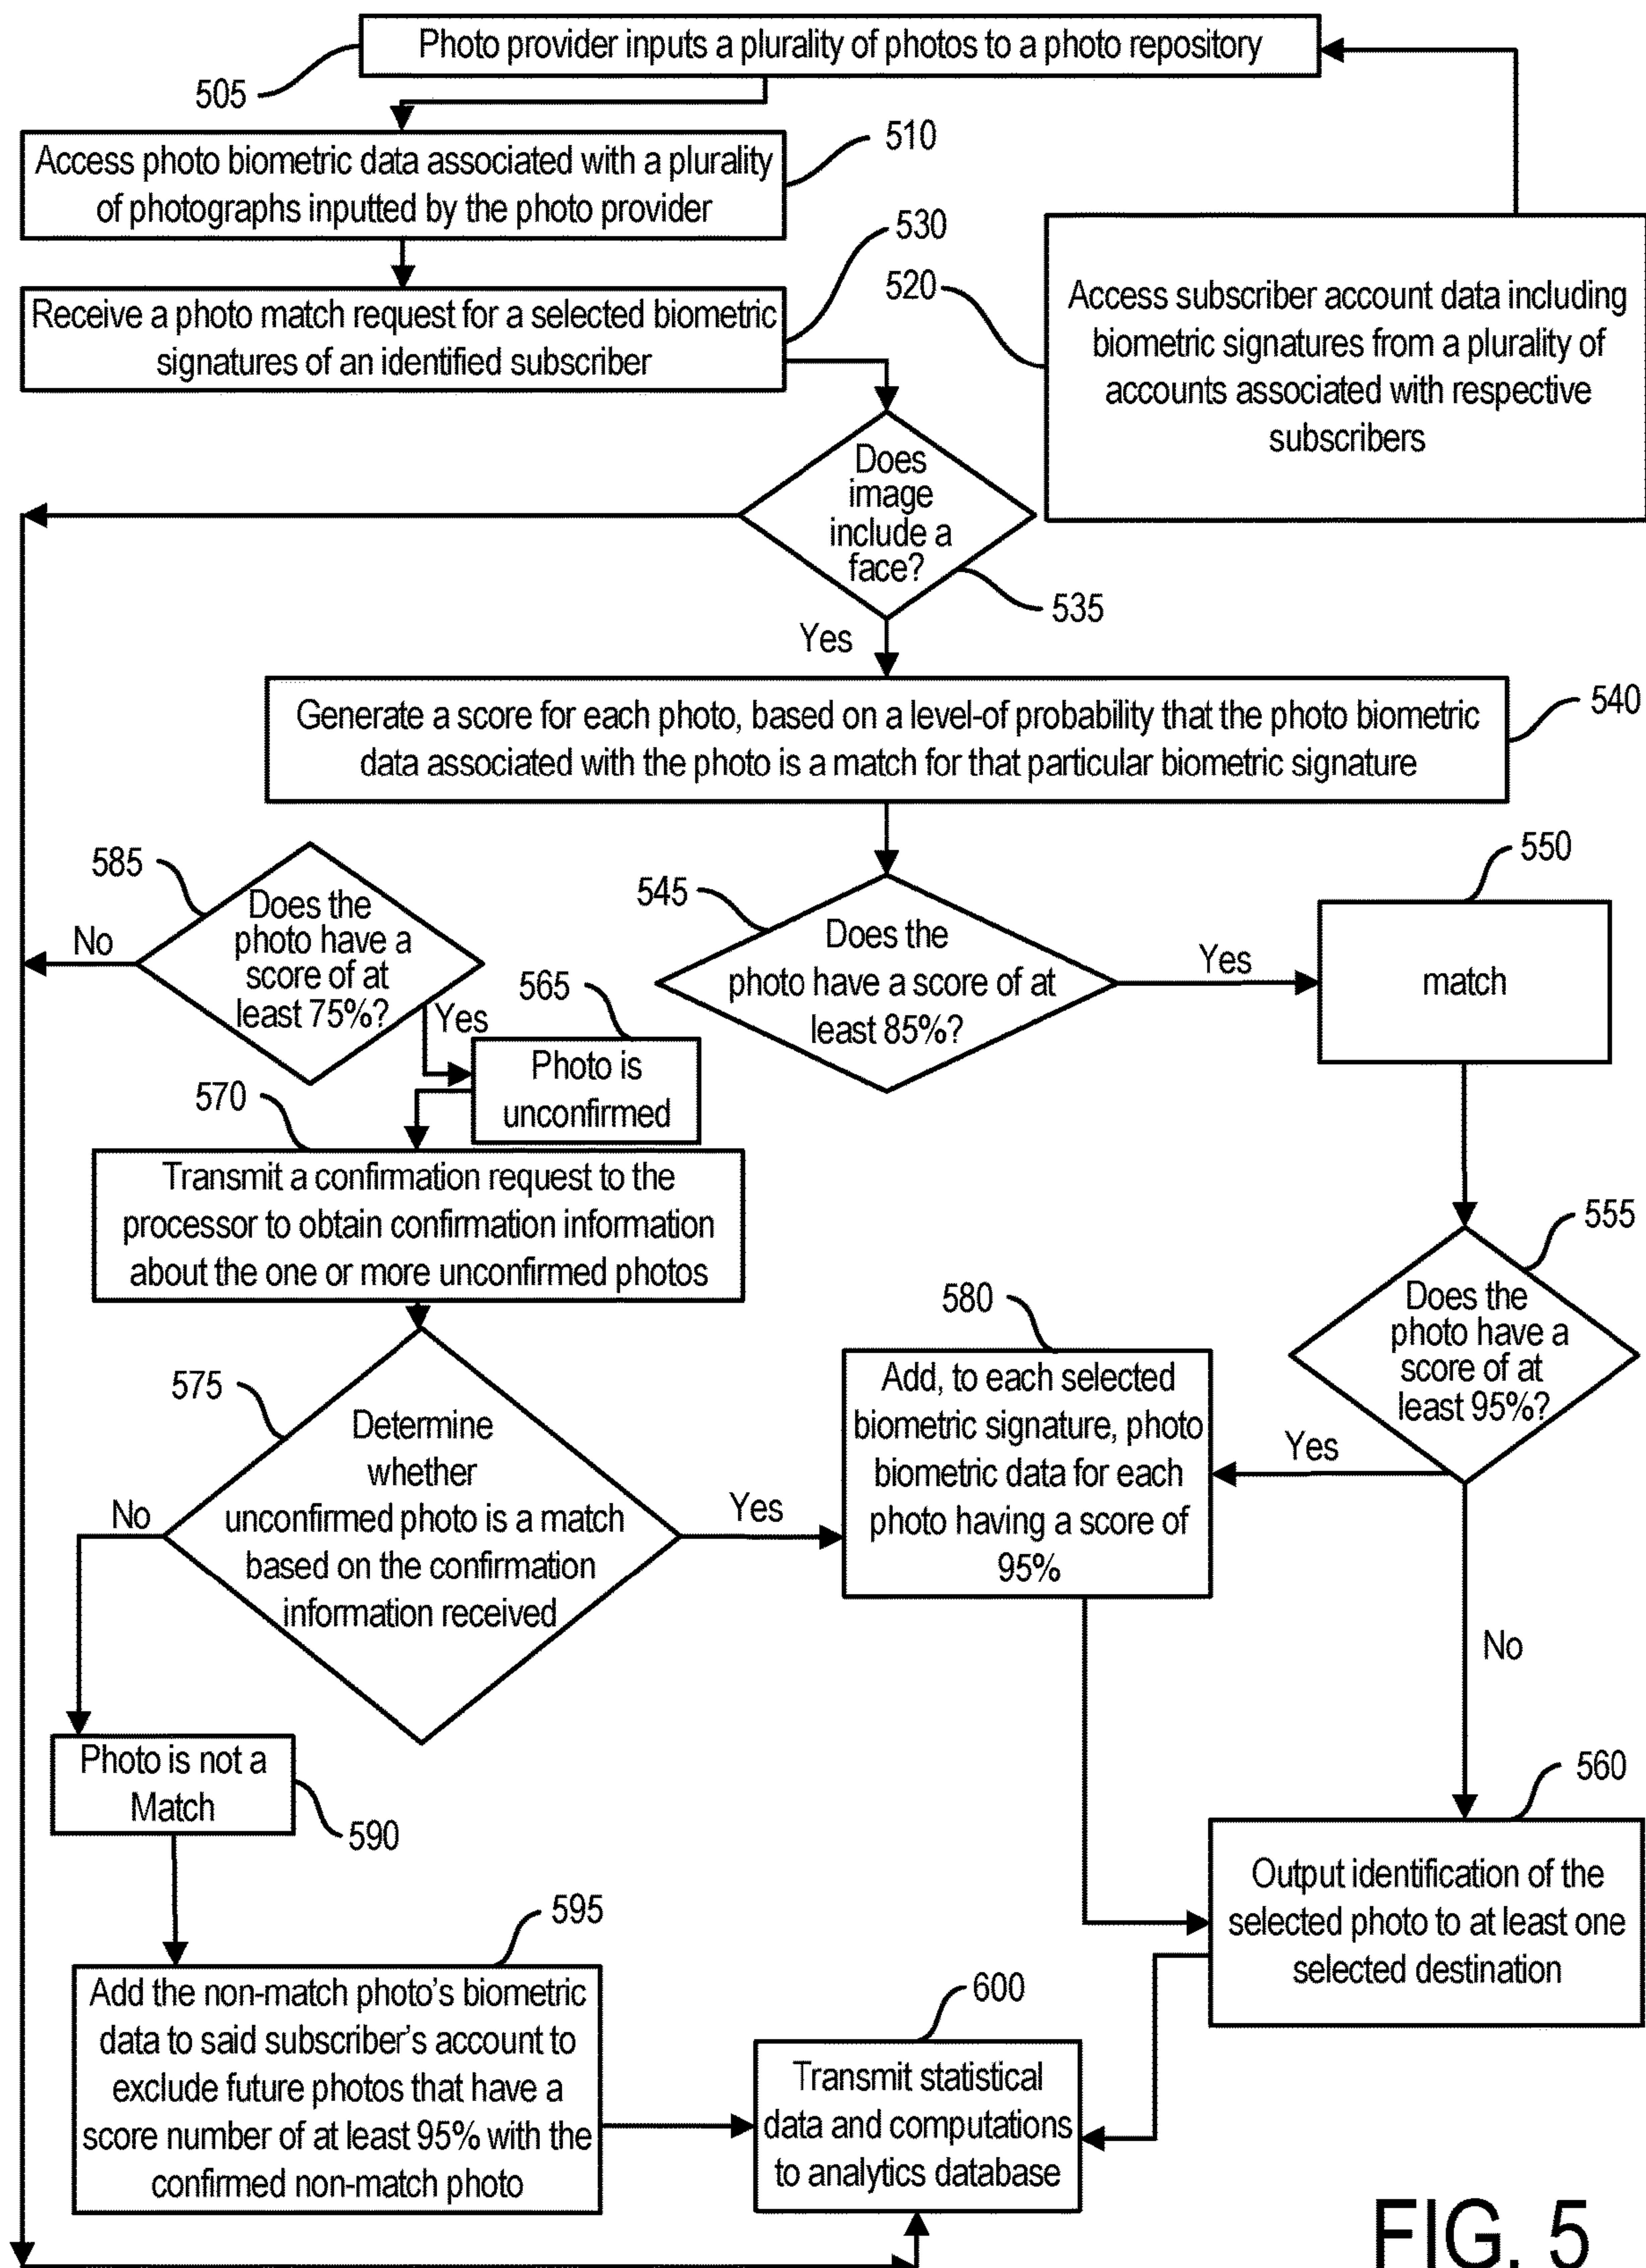 Photo provider inputs a plurality of photos to a photo repository
505
Access photo biometric data associated with a plurality
of photographs inputted by the photo provider
510
Receive a photo match request for a selected biometric
signatures of an identified subscriber
530
520
Access subscriber account data including
biometric signatures from a plurality of
accounts associated with respective
subscribers
Does
image
include a
face?
535
Yes
Generate a score for each photo, based on a level-of probability that the photo biometric
data associated with the photo is a match for that particular biometric signature
540
585
Does the
photo have a
score of at
least 75%?
No
Yes
545
Does the
photo have a score of at
least 85%?
Yes
550
match
565
Photo is
unconfirmed
570
Transmit a confirmation request to the
processor to obtain confirmation information
about the one or more unconfirmed photos
555
Does the
photo have a
score of at
least 95%?
Yes
No
580
Add, to each selected
biometric signature, photo
biometric data for each
photo having a score of
95%
575
Determine
whether
unconfirmed photo is a match
based on the confirmation
information received
No
Yes
Photo is not a
Match
590
560
Output identification of the
selected photo to at least one
selected destination
595
Add the non-match photo's biometric
data to said subscriber's account to
exclude future photos that have a
score number of at least 95% with the
confirmed non-match photo
600
Transmit statistical
data and computations
to analytics database
FIG. 5